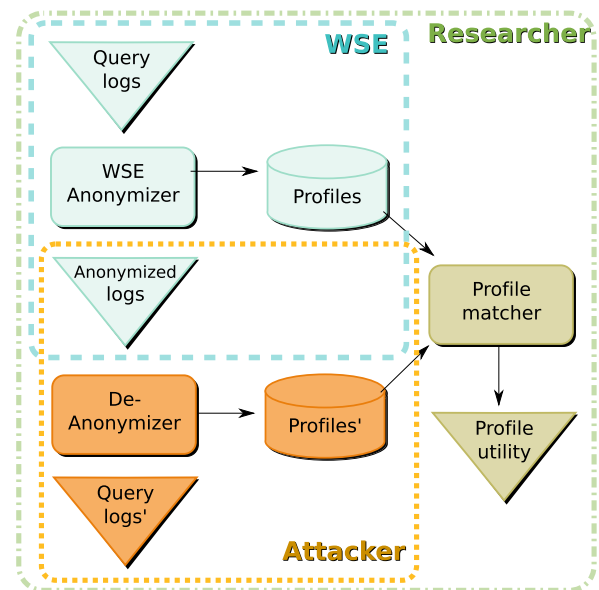 Researcher
WSE
Query
logs
WSE
Anonymizer
Profiles
Anonymized
logs
Profile
matcher
De-
Anonymizer
Profiles'
Profile
utility
Query
logs'
Attacker